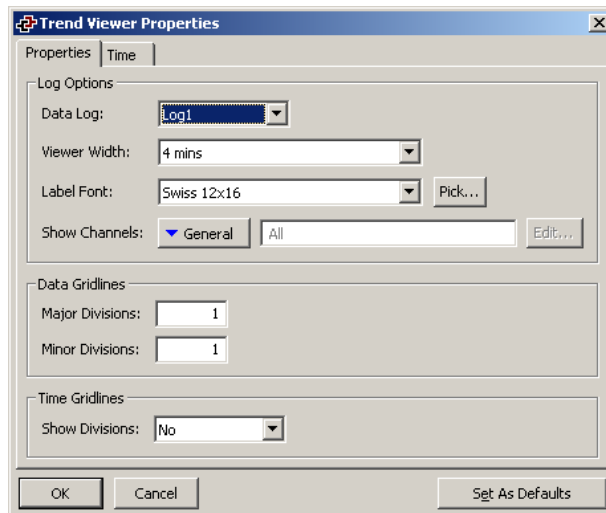 Trend Viewer Properties
Properties Time
Log Options
Data Log: Log1
Viewer Width: 4 mins
Label Font: Swiss 12x16 Pick...
Show Channels: General All Edit...
Data Gridlines
Major Divisions: 1
Minor Divisions: 1
Time Gridlines
Show Divisions: No
OK Cancel Set As Defaults